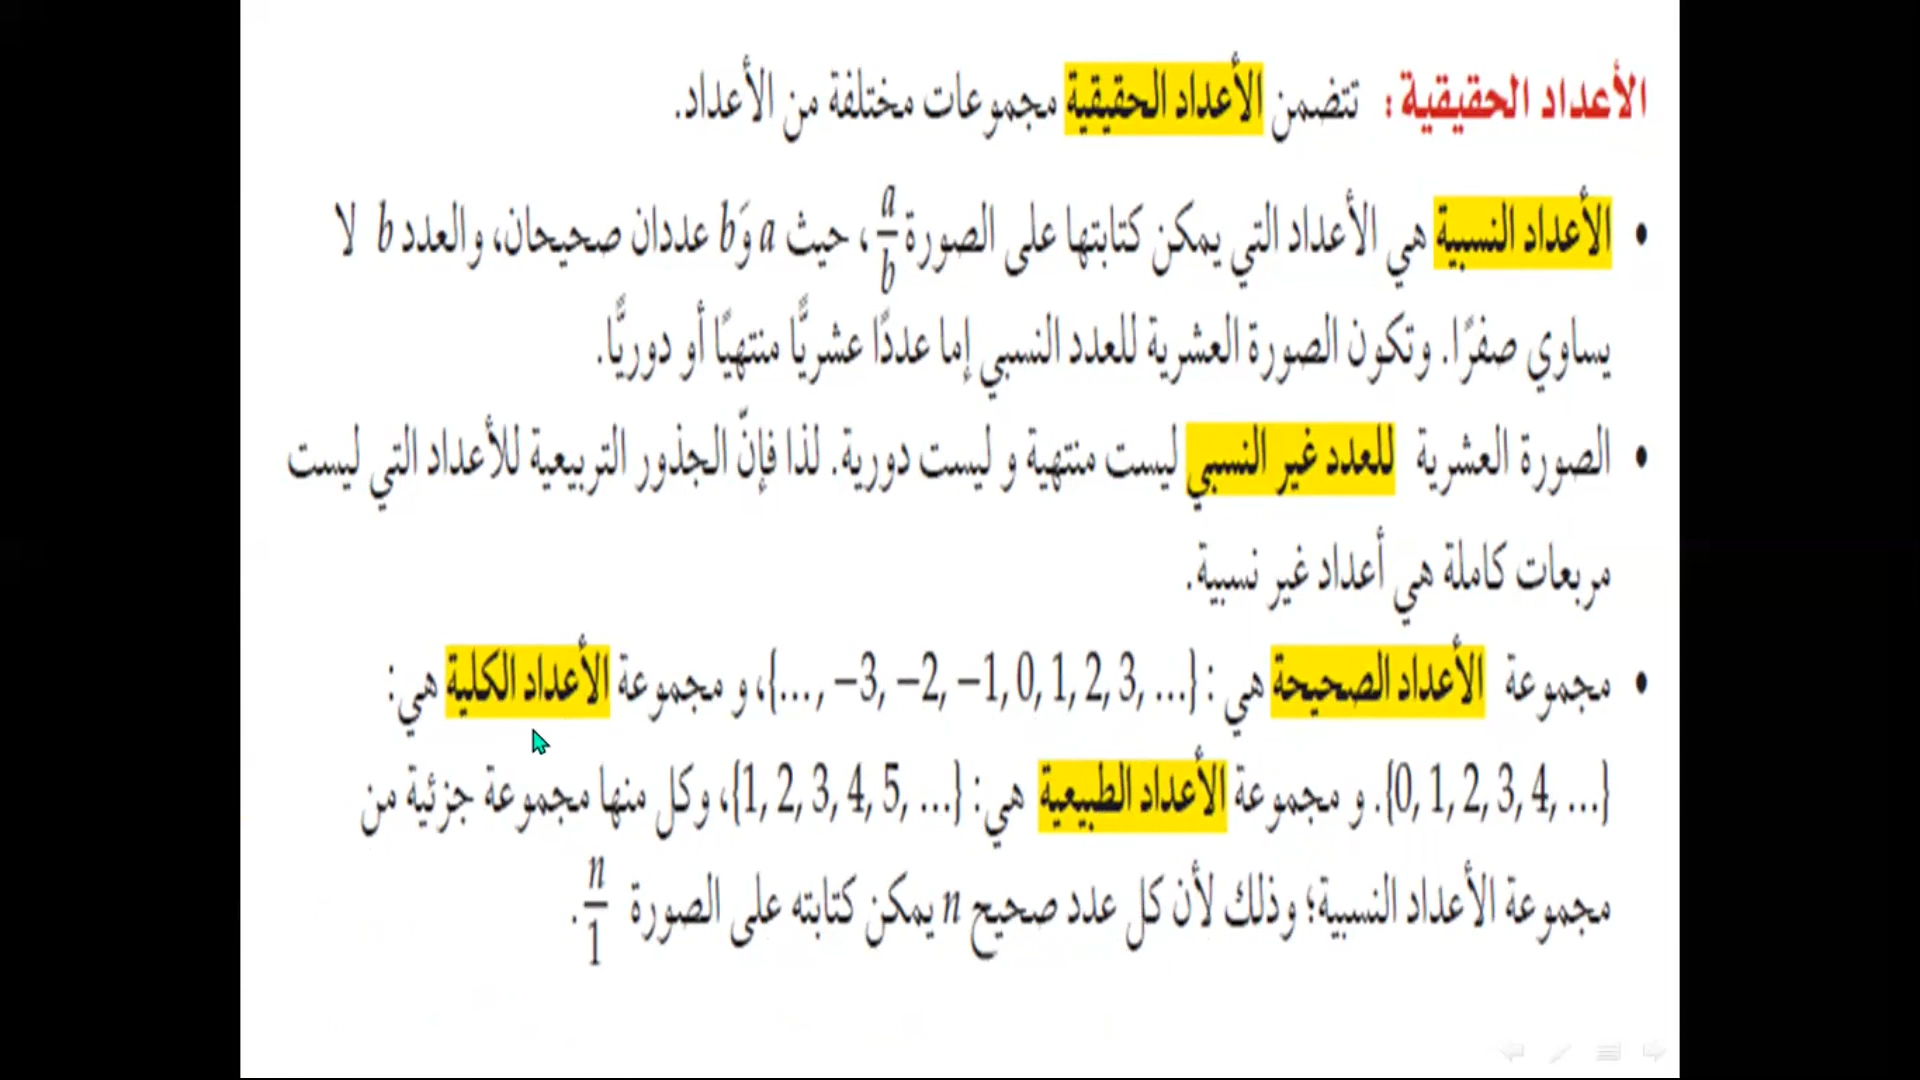 الأعداد الحقيقية : تتضمن الأعداد الحقيقية مجموعات مختلفة من الأعداد.
• الأعداد النسبية هي الأعداد التي يمكن كتابتها على الصورة a/b ، حيث a وَ b عددان صحيحان، والعدد b لا
يساوي صفرًا. وتكون الصورة العشرية للعدد النسبي إما عددًا عشريًّا منتهيًا أو دوريًّا.
• الصورة العشرية للعدد غير النسبي ليست منتهية و ليست دورية. لذا فإنّ الجذور التربيعية للأعداد التي ليست
مربعات كاملة هي أعداد غير نسبية.
• مجموعة الأعداد الصحيحة هي : {…, −3, −2, −1, 0, 1, 2, 3, …}، و مجموعة الأعداد الكلية هي:
{0, 1, 2, 3, 4, …}. و مجموعة الأعداد الطبيعية هي: {1, 2, 3, 4, 5, …}، وكل منها مجموعة جزئية من
مجموعة الأعداد النسبية؛ وذلك لأن كل عدد صحيح n يمكن كتابته على الصورة n/1 .